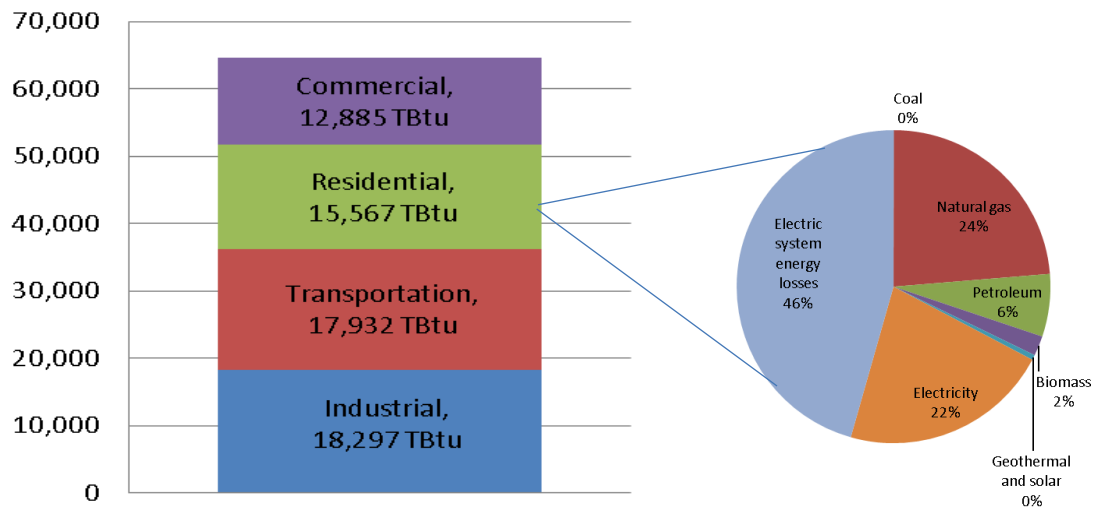 70,000
60,000
50,000
40,000
30,000
20,000
10,000
0
Commercial,
12,885 TBtu
Residential,
15,567 TBtu
Transportation,
17,932 TBtu
Industrial,
18,297 TBtu
Coal
0%
Natural gas
24%
Petroleum
6%
Biomass
2%
Geothermal
and solar
0%
Electricity
22%
Electric
system
energy
losses
46%